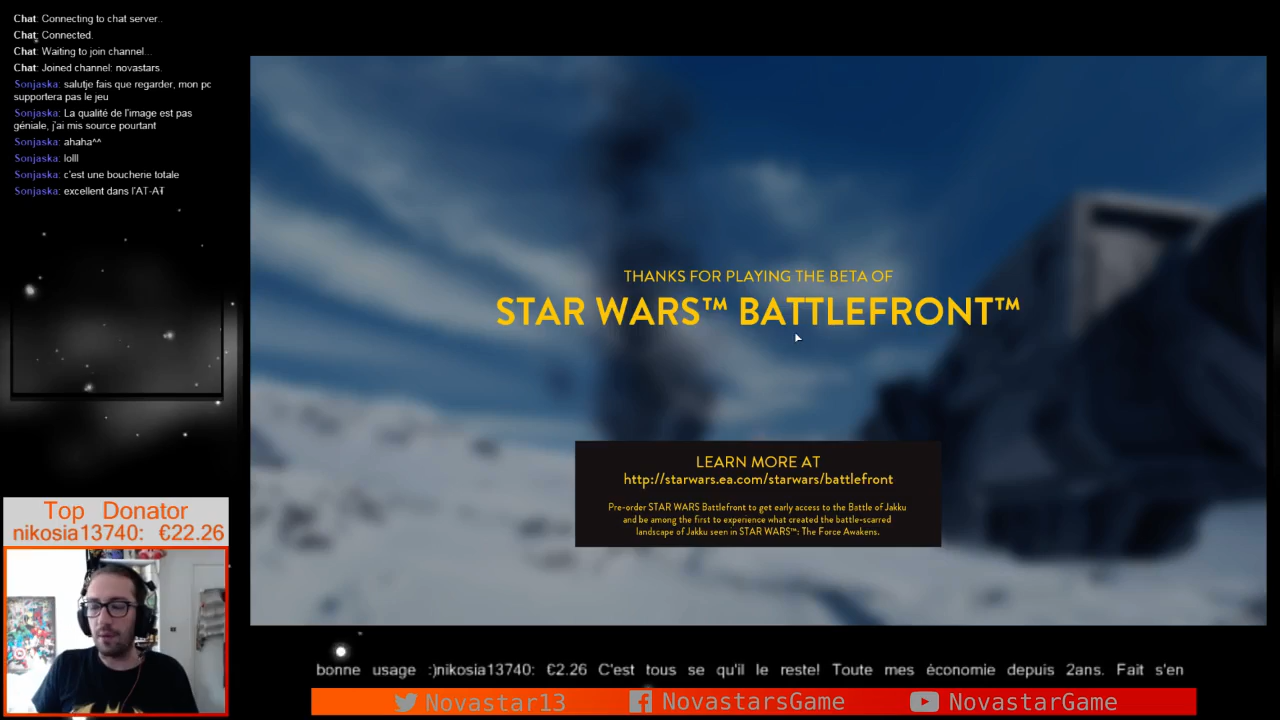 Chat: Connecting to chat server..
Chat: Connected.
Chat: Waiting to join channel...
Chat: Joined channel: novastars.
Sonjaska: salutje fais que regarder, mon pc
supportera pas le jeu
Sonjaska: La qualité de l'image est pas
géniale, j'ai mis source pourtant
Sonjaska: ahaha^^
Sonjaska: lolll
Sonjaska: c'est une boucherie totale
Sonjaska: excellent dans l'AT-AT
THANKS FOR PLAYING THE BETA OF
STAR WARS™ BATTLEFRONT™
LEARN MORE AT
http://starwars.ea.com/starwars/battlefront
Pre-order STAR WARS Battlefront to get early access to the Battle of Jakku
and be among the first to experience what created the battle-scarred
landscape of Jakku seen in STAR WARS™: The Force Awakens.
Top Donator
nikosia13740: €22.26
bonne usage :)nikosia13740: €2.26 C'est tous se qu'il le reste! Toute mes économie depuis 2ans. Fait s'en
Novastar13
NovastarsGame
NovastarGame